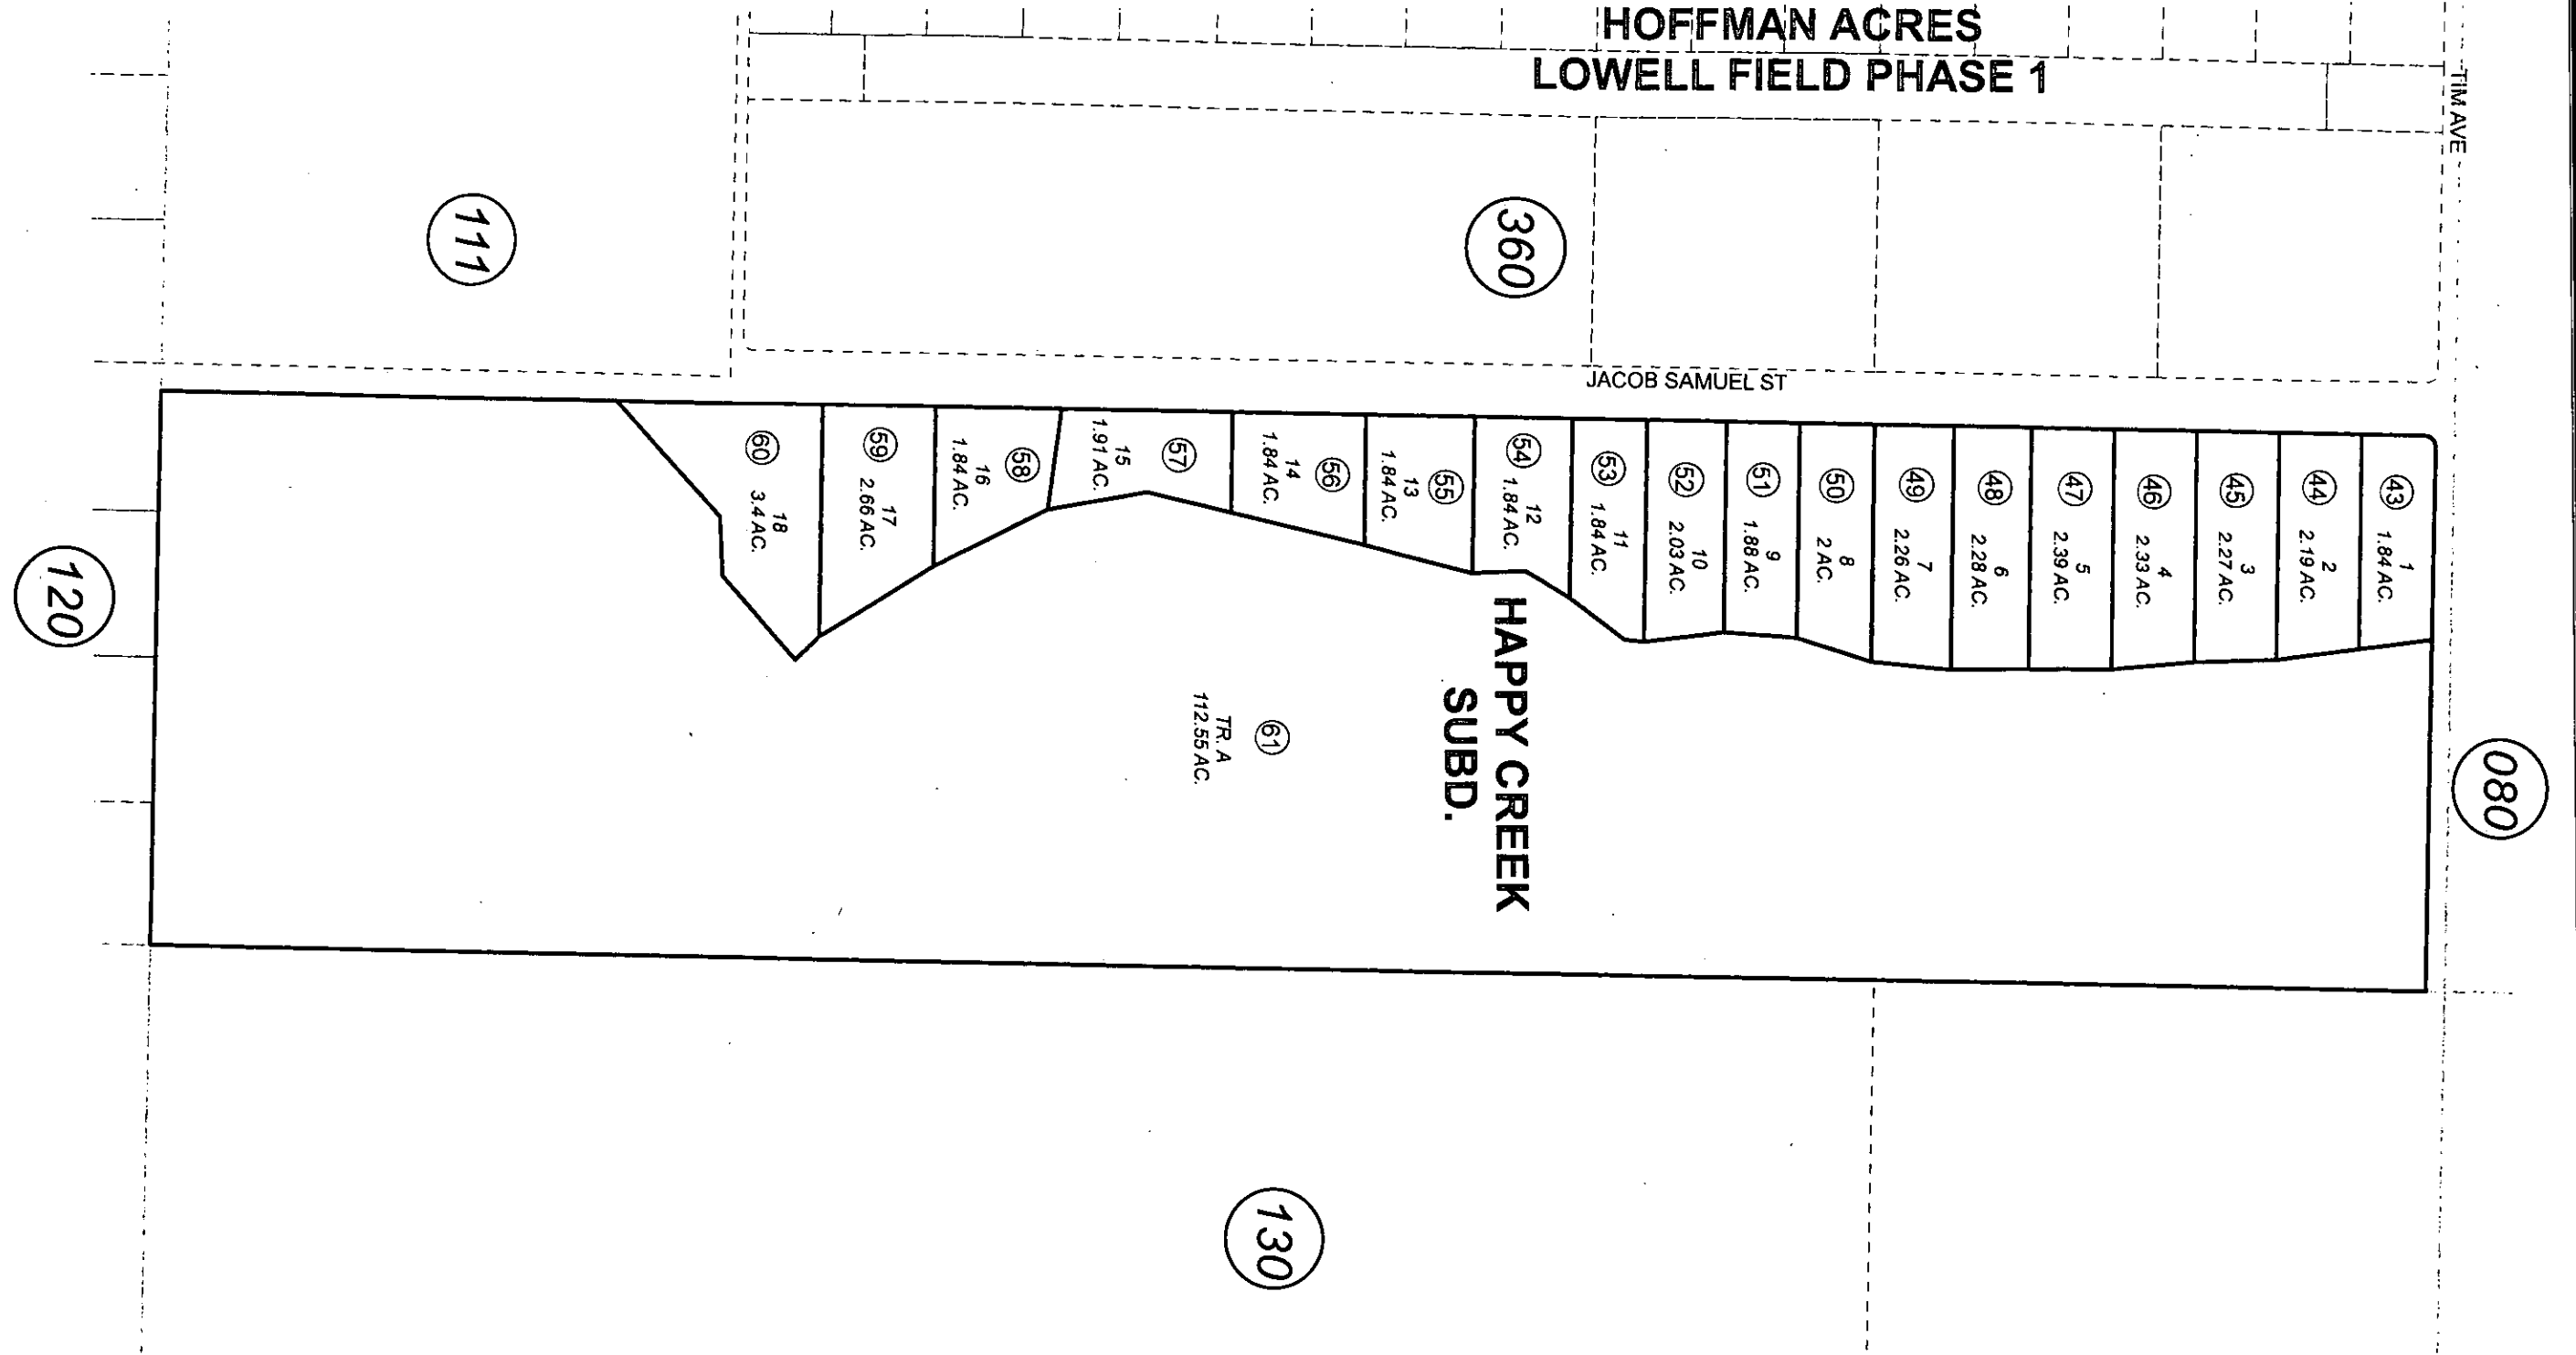 HOFFMAN ACRES
LOWELL FIELD PHASE 1
TIM AVE
111
360
JACOB SAMUEL ST
60
18
3.4 AC.
59
17
2.66 AC.
58
16
1.84 AC.
57
15
1.91 AC.
56
14
1.84 AC.
55
13
1.84 AC.
54
12
1.84 AC.
53
11
1.84 AC.
52
10
2.03 AC.
51
9
1.88 AC.
50
8
2 AC.
49
7
2.26 AC.
48
6
2.28 AC.
47
5
2.39 AC.
46
4
2.33 AC.
45
3
2.27 AC.
44
2
2.19 AC.
43
1
1.84 AC.
120
HAPPY CREEK
SUBD.
61
TR. A
112.55 AC.
080
130